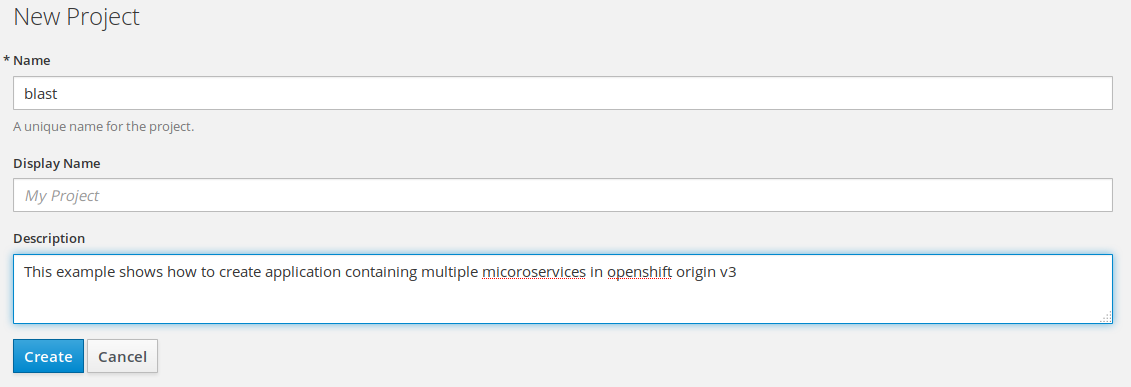 New Project
* Name
blast
A unique name for the project.
Display Name
My Project
Description
This example shows how to create application containing multiple micoroservices in openshift origin v3
Create Cancel